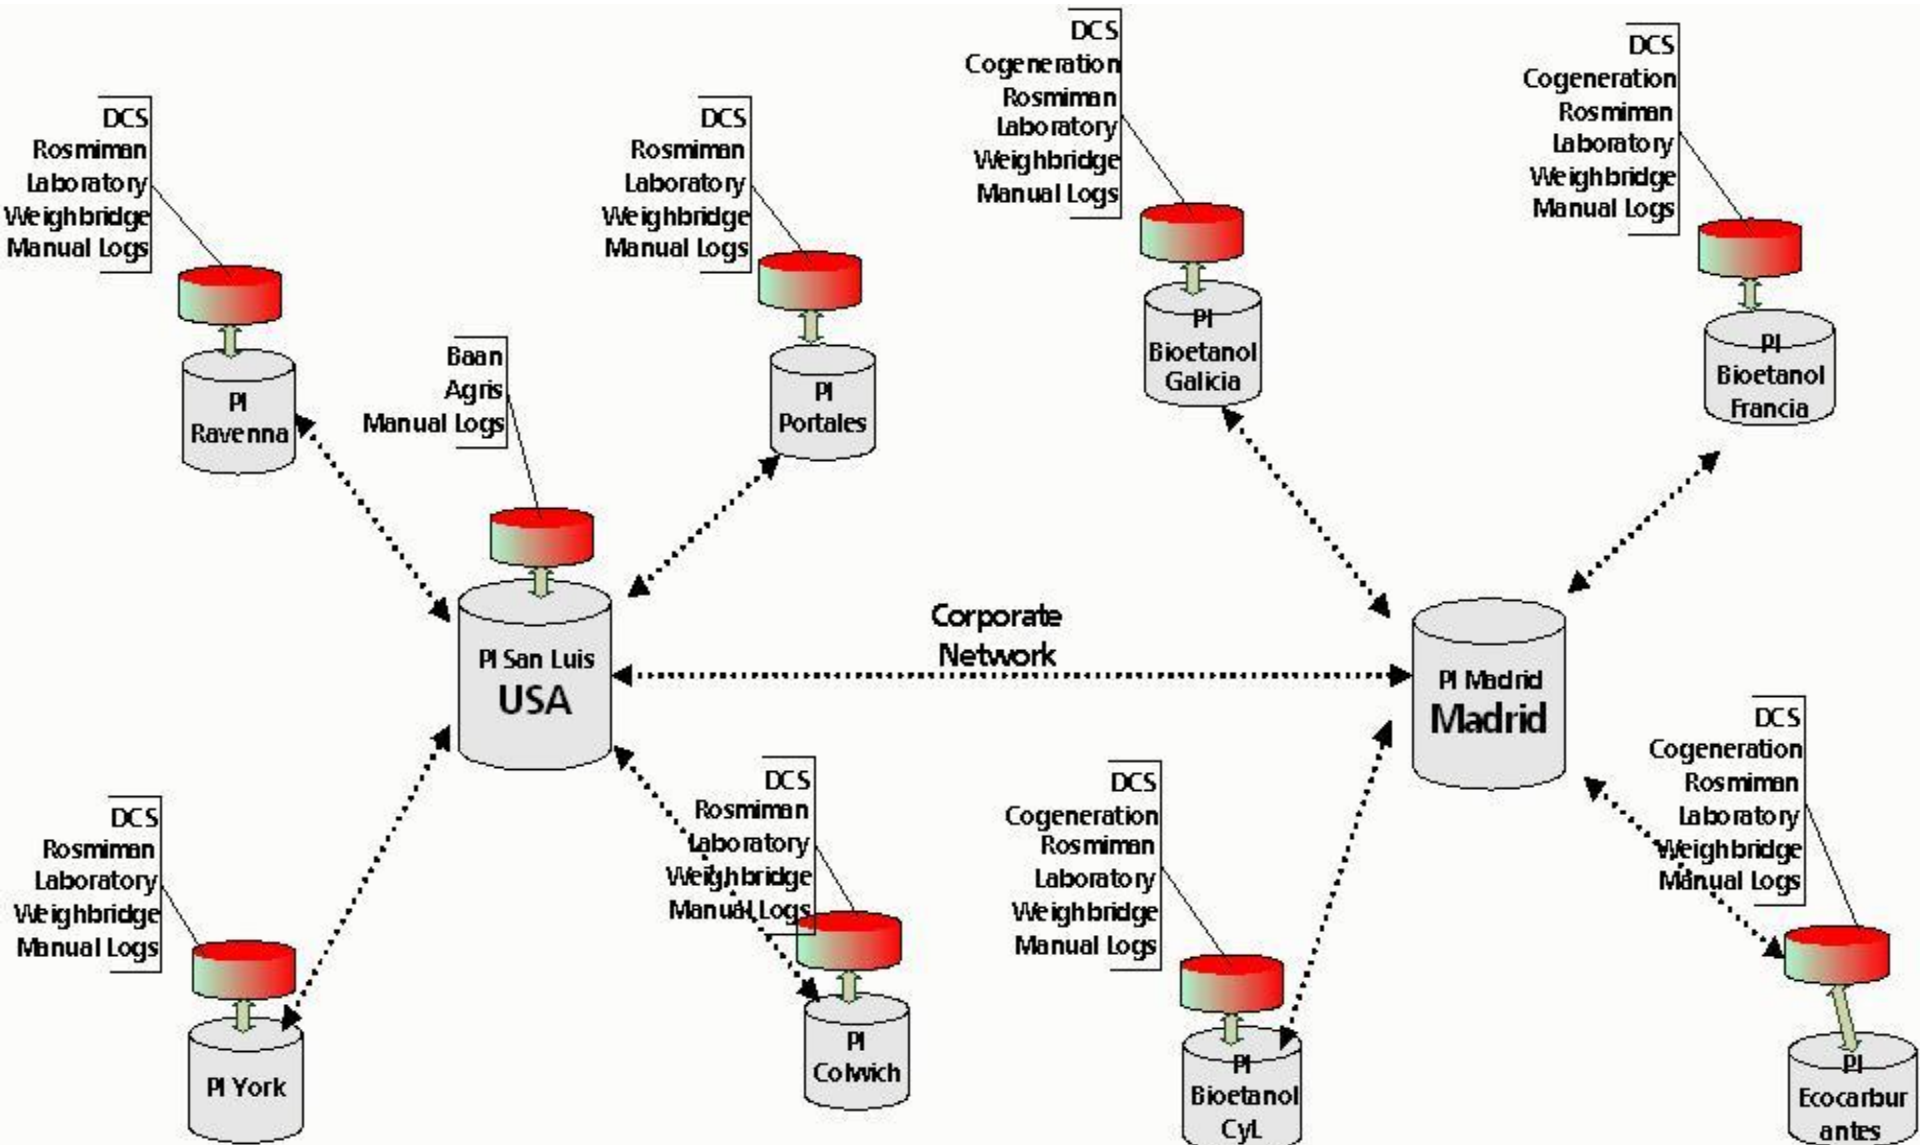 DCS
Cogeneration
Rosmiman
Laboratory
Weighbridge
Manual Logs
DCS
Cogeneration
Rosmiman
Laboratory
Weighbridge
Manual Logs
DCS
Rosmiman
Laboratory
Weighbridge
Manual Logs
DCS
Rosmiman
Laboratory
Weighbridge
Manual Logs
PI
Bioetanol
Galicia
PI
Bioetanol
Francia
Baan
Agris
Manual Logs
PI
Ravenna
PI
Portales
Corporate
Network
PI San Luis
USA
PI Madrid
Madrid
DCS
Rosmiman
Laboratory
Weighbridge
Manual Logs
DCS
Rosmiman
Laboratory
Weighbridge
Manual Logs
DCS
Cogeneration
Rosmiman
Laboratory
Weighbridge
Manual Logs
DCS
Cogeneration
Rosmiman
Laboratory
Weighbridge
Manual Logs
PI York
PI
Colwich
PI
Bioetanol
CyL
PI
Ecocarbur
antes